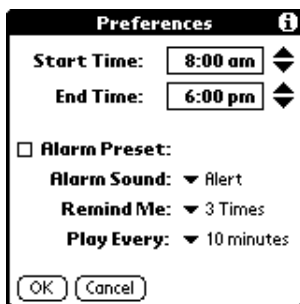 Preferences i
Start Time: 8:00 am
End Time: 6:00 pm
Alarm Preset:
Alarm Sound: Alert
Remind Me: 3 Times
Play Every: 10 minutes
OK Cancel